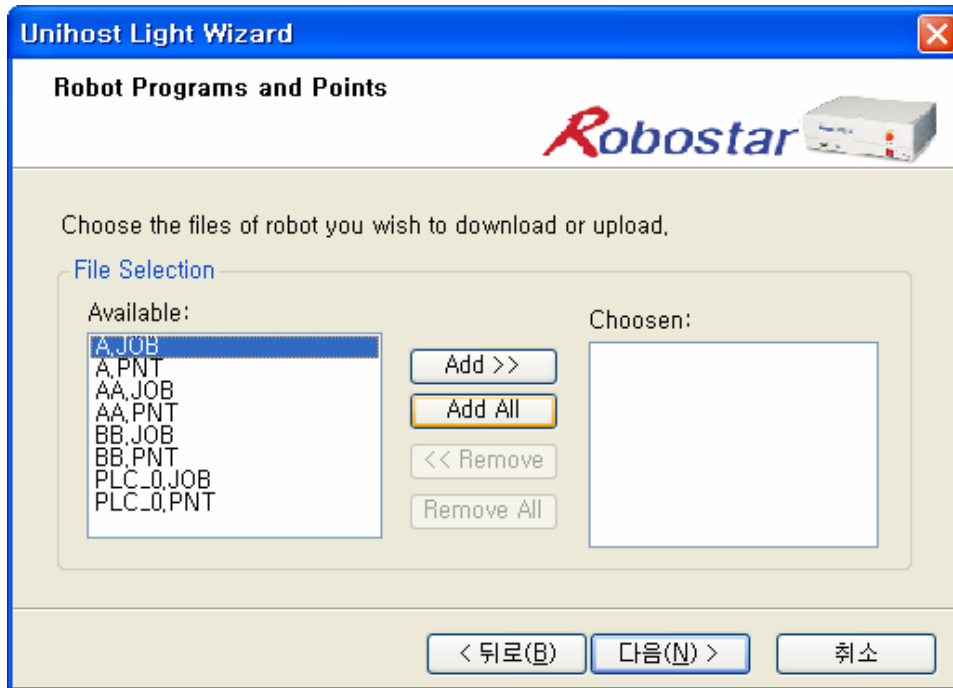 Unihost Light Wizard
Robot Programs and Points
Robostar
Choose the files of robot you wish to download or upload,
File Selection
Available:
Choosen:
A,JOB
A,PNT
AA,JOB
AA,PNT
BB,JOB
BB,PNT
PLC_0,JOB
PLC_0,PNT
Add >>
Add All
<< Remove
Remove All
< 뒤로(B)
다음(N) >
취소